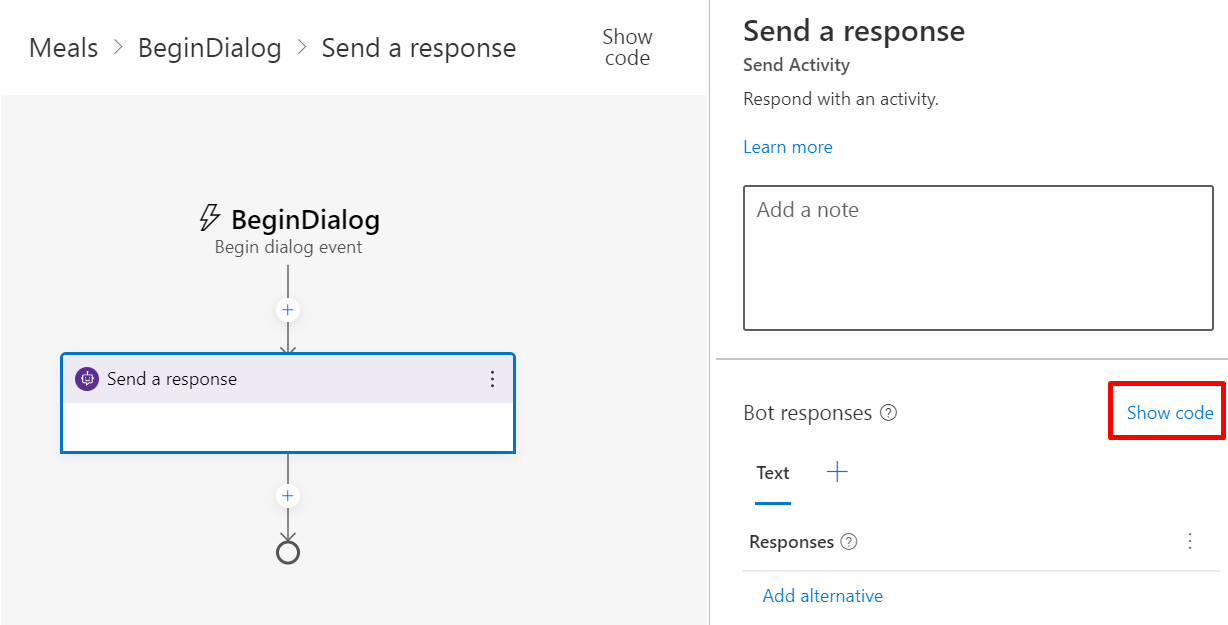 Meals > BeginDialog > Send a response
Show
code
BeginDialog
Begin dialog event
Send a response
Send a response
Send Activity
Respond with an activity.
Learn more
Add a note
Bot responses
Show code
Text
Responses
Add alternative